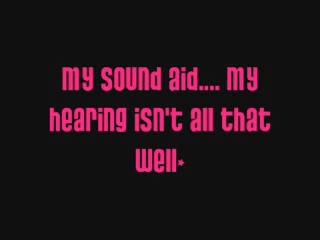 my sound aid.... my
hearing isn't all that
well*